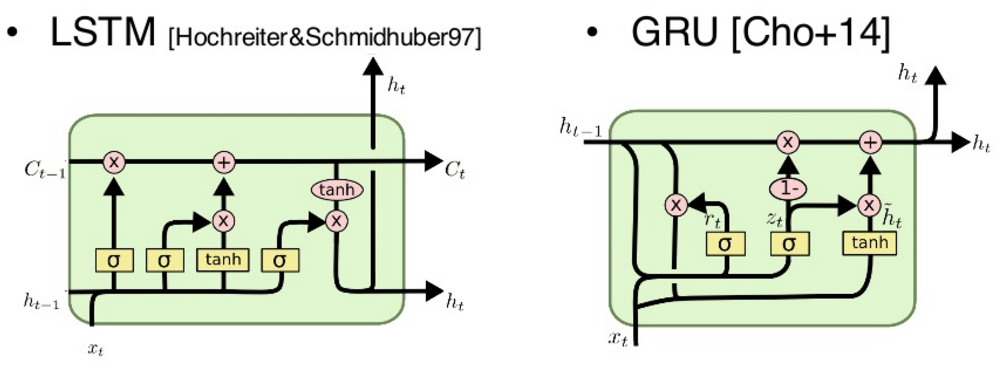 • LSTM [Hochreiter&Schmidhuber97]
h_t
C_{t-1}
x
+
C_t
tanh
x
x
σ
σ
tanh
σ
h_{t-1}
h_t
x_t
• GRU [Cho+14]
h_t
h_{t-1}
x
+
h_t
1-
x
r_t
z_t
x
h̃_t
σ
σ
tanh
x_t